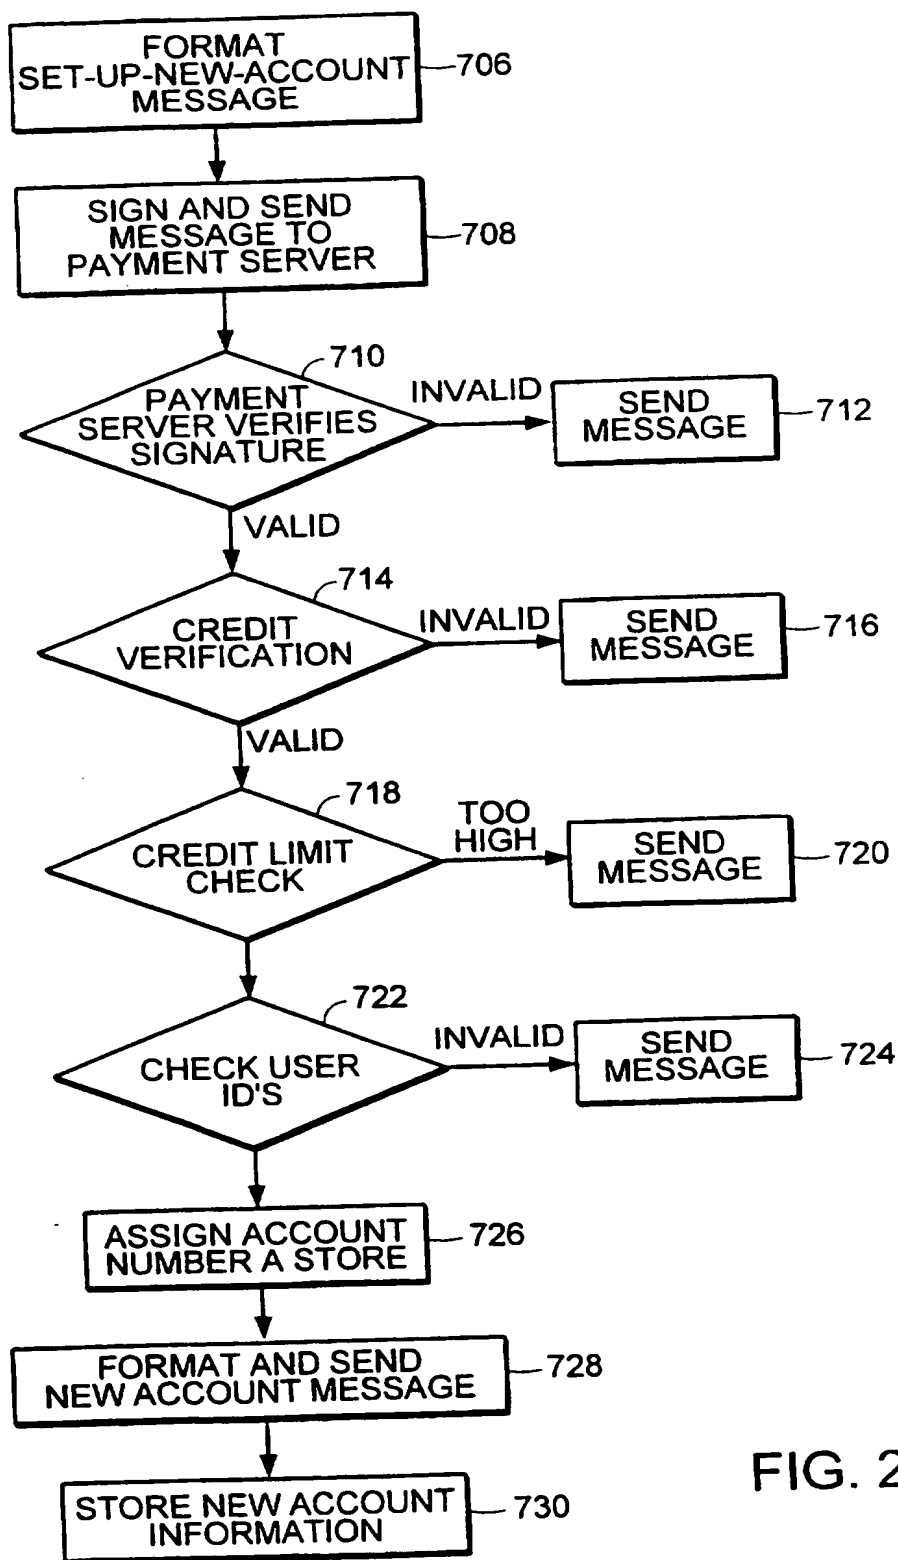 FORMAT
SET-UP-NEW-ACCOUNT
MESSAGE
706
SIGN AND SEND
MESSAGE TO
PAYMENT SERVER
708
710
PAYMENT
SERVER VERIFIES
SIGNATURE
INVALID
SEND
MESSAGE
712
VALID
714
CREDIT
VERIFICATION
INVALID
SEND
MESSAGE
716
VALID
718
CREDIT LIMIT
CHECK
TOO
HIGH
SEND
MESSAGE
720
722
CHECK USER
ID'S
INVALID
SEND
MESSAGE
724
ASSIGN ACCOUNT
NUMBER A STORE
726
FORMAT AND SEND
NEW ACCOUNT MESSAGE
728
STORE NEW ACCOUNT
INFORMATION
730
FIG. 2